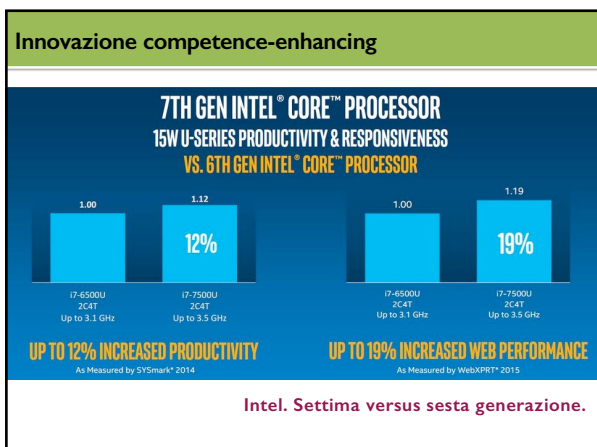 Innovazione competence-enhancing
7TH GEN INTEL® CORE™ PROCESSOR
15W U-SERIES PRODUCTIVITY & RESPONSIVENESS
VS. 6TH GEN INTEL® CORE™ PROCESSOR
1.00
1.12
12%
i7-6500U
2C4T
Up to 3.1 GHz
i7-7500U
2C4T
Up to 3.5 GHz
UP TO 12% INCREASED PRODUCTIVITY
As Measured by SYSmark* 2014
1.00
1.19
19%
i7-6500U
2C4T
Up to 3.1 GHz
i7-7500U
2C4T
Up to 3.5 GHz
UP TO 19% INCREASED WEB PERFORMANCE
As Measured by WebXPRT* 2015
Intel. Settima versus sesta generazione.